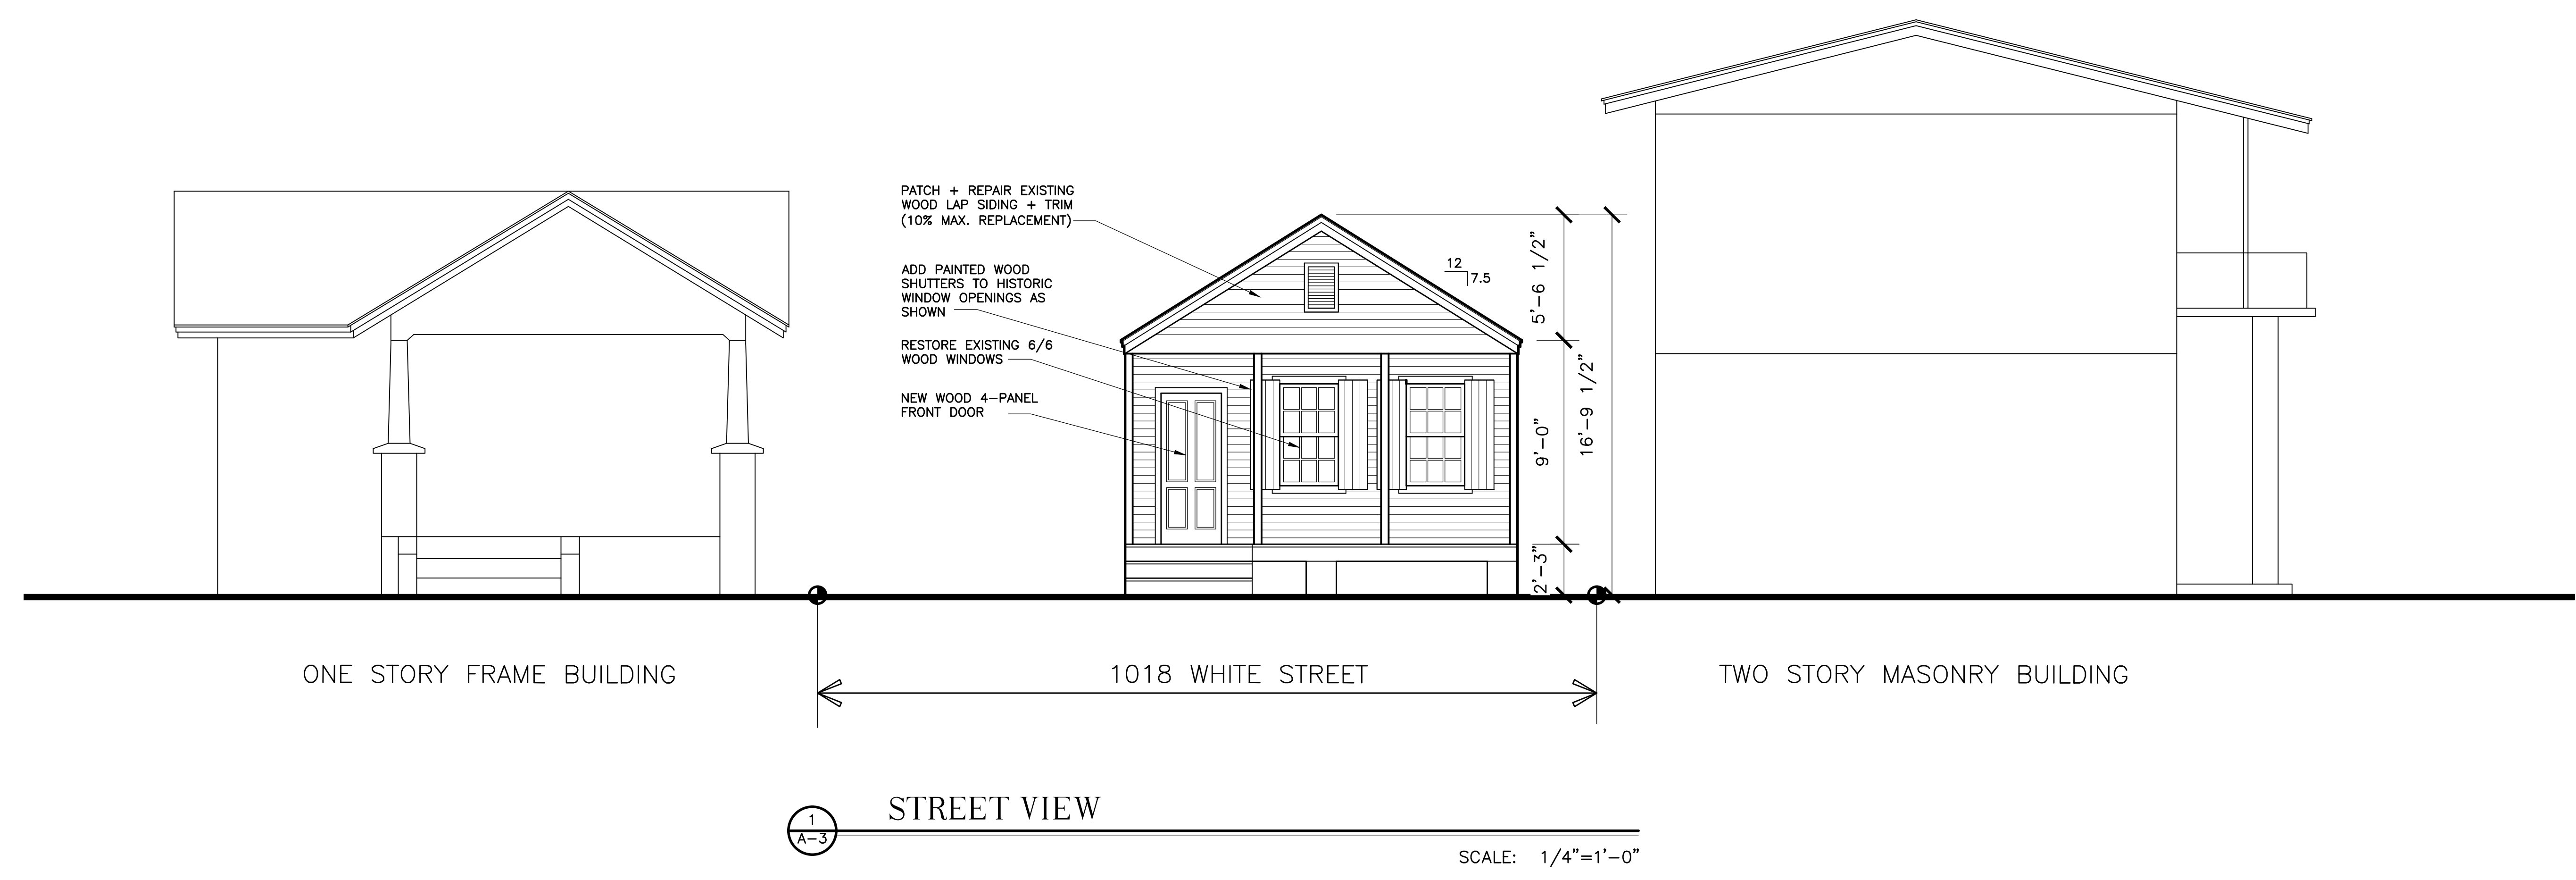 PATCH + REPAIR EXISTING
WOOD LAP SIDING + TRIM
(10% MAX. REPLACEMENT)
ADD PAINTED WOOD
SHUTTERS TO HISTORIC
WINDOW OPENINGS AS
SHOWN
RESTORE EXISTING 6/6
WOOD WINDOWS
NEW WOOD 4-PANEL
FRONT DOOR
12
7.5
5'-6 1/2"
9'-0"
2'-3"
16'-9 1/2"
ONE STORY FRAME BUILDING
1018 WHITE STREET
TWO STORY MASONRY BUILDING
1
A-3
STREET VIEW
SCALE: 1/4"=1'-0"